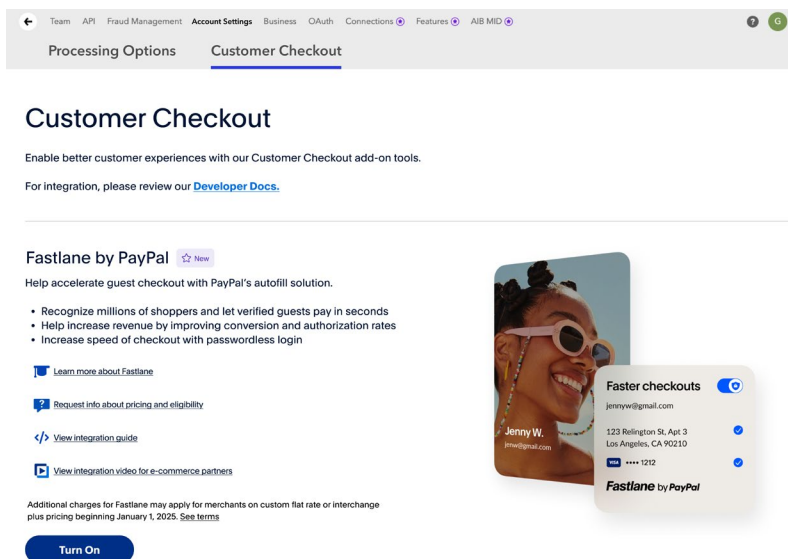 Team API Fraud Management Account Settings Business OAuth Connections Features AIB MID ? G
Processing Options Customer Checkout
Customer Checkout
Enable better customer experiences with our Customer Checkout add-on tools.
For integration, please review our Developer Docs.
Fastlane by PayPal New
Help accelerate guest checkout with PayPal's autofill solution.
• Recognize millions of shoppers and let verified guests pay in seconds
• Help increase revenue by improving conversion and authorization rates
• Increase speed of checkout with passwordless login
Learn more about Fastlane
? Request info about pricing and eligibility
</> View integration guide
View integration video for e-commerce partners
Additional charges for Fastlane may apply for merchants on custom flat rate or interchange
plus pricing beginning January 1, 2025. See terms
Turn On
Jenny W.
jenw@gmail.com
Faster checkouts
jennyw@gmail.com
123 Relington St, Apt 3
Los Angeles, CA 90210
VISA •••• 1212
Fastlane by PayPal